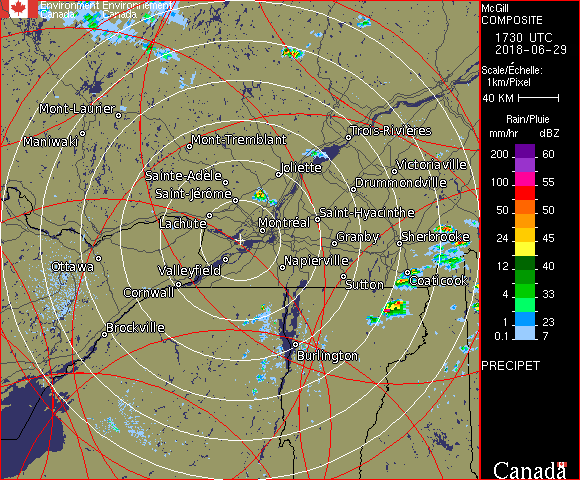 Environment Environnement
Canada Canada
McGill
COMPOSITE
1730 UTC
2018-06-29
Scale/Échelle:
1km/Pixel
40 KM
Rain/Pluie
mm/hr dBZ
200 60
100 55
50 50
24 45
12 40
4 33
1 23
0.1 7
PRECIPET
Canada
Mont-Laurier
Maniwaki
Mont-Tremblant
Trois-Rivières
Joliette
Victoriaville
Sainte-Adèle
Drummondville
Saint-Jérôme
Saint-Hyacinthe
Lachute
Montréal
Granby
Sherbrooke
Ottawa
Valleyfield
Napierville
Cornwall
Sutton
Coaticook
Brockville
Burlington